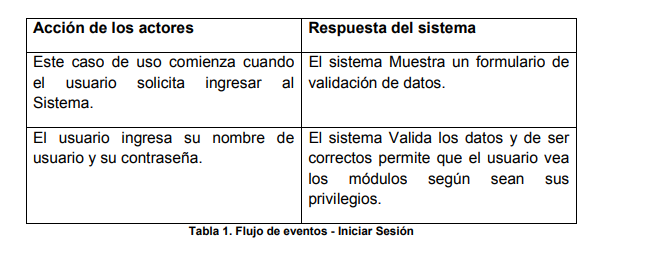 Acción de los actores
Respuesta del sistema
Este caso de uso comienza cuando
el usuario solicita ingresar al
Sistema.
El sistema Muestra un formulario de
validación de datos.
El usuario ingresa su nombre de
usuario y su contraseña.
El sistema Valida los datos y de ser
correctos permite que el usuario vea
los módulos según sean sus
privilegios.
Tabla 1. Flujo de eventos - Iniciar Sesión